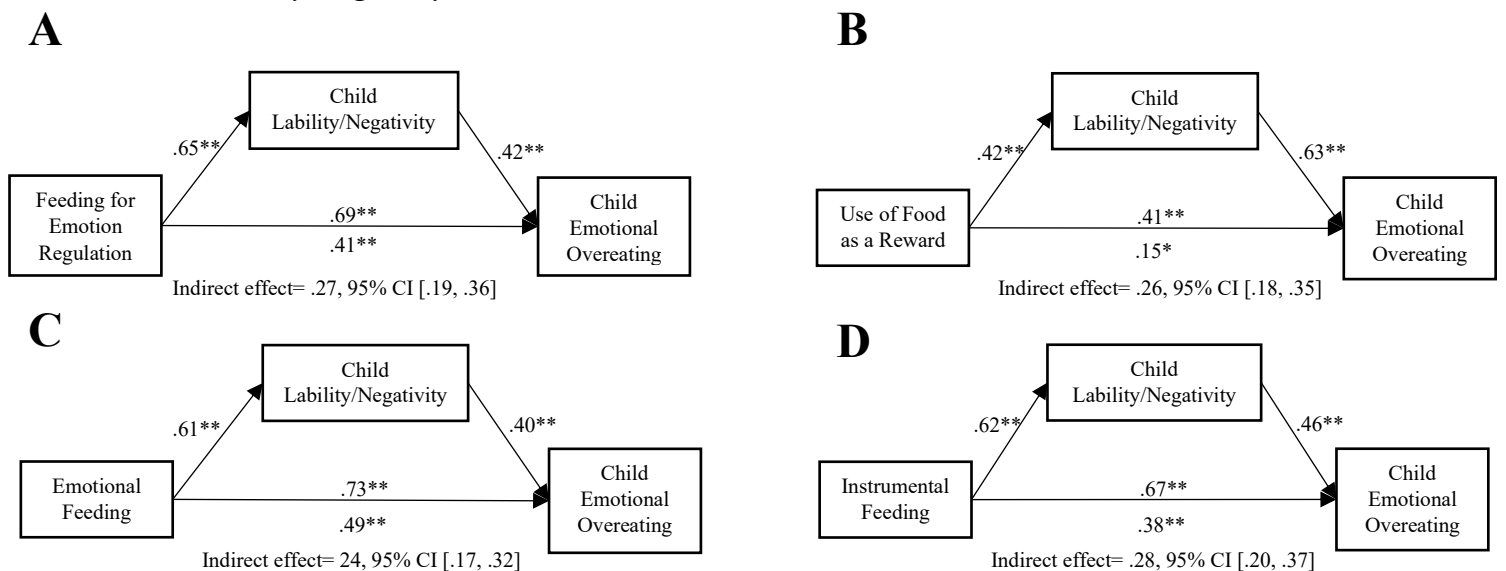 A
Child
Lability/Negativity
.65**
.42**
Feeding for
Emotion
Regulation
.69**
.41**
Child
Emotional
Overeating
Indirect effect= .27, 95% CI [.19, .36]
B
Child
Lability/Negativity
.42**
.63**
Use of Food
as a Reward
.41**
.15*
Child
Emotional
Overeating
Indirect effect= .26, 95% CI [.18, .35]
C
Child
Lability/Negativity
.61**
.40**
Emotional
Feeding
.73**
.49**
Child
Emotional
Overeating
Indirect effect= 24, 95% CI [.17, .32]
D
Child
Lability/Negativity
.62**
.46**
Instrumental
Feeding
.67**
.38**
Child
Emotional
Overeating
Indirect effect= .28, 95% CI [.20, .37]